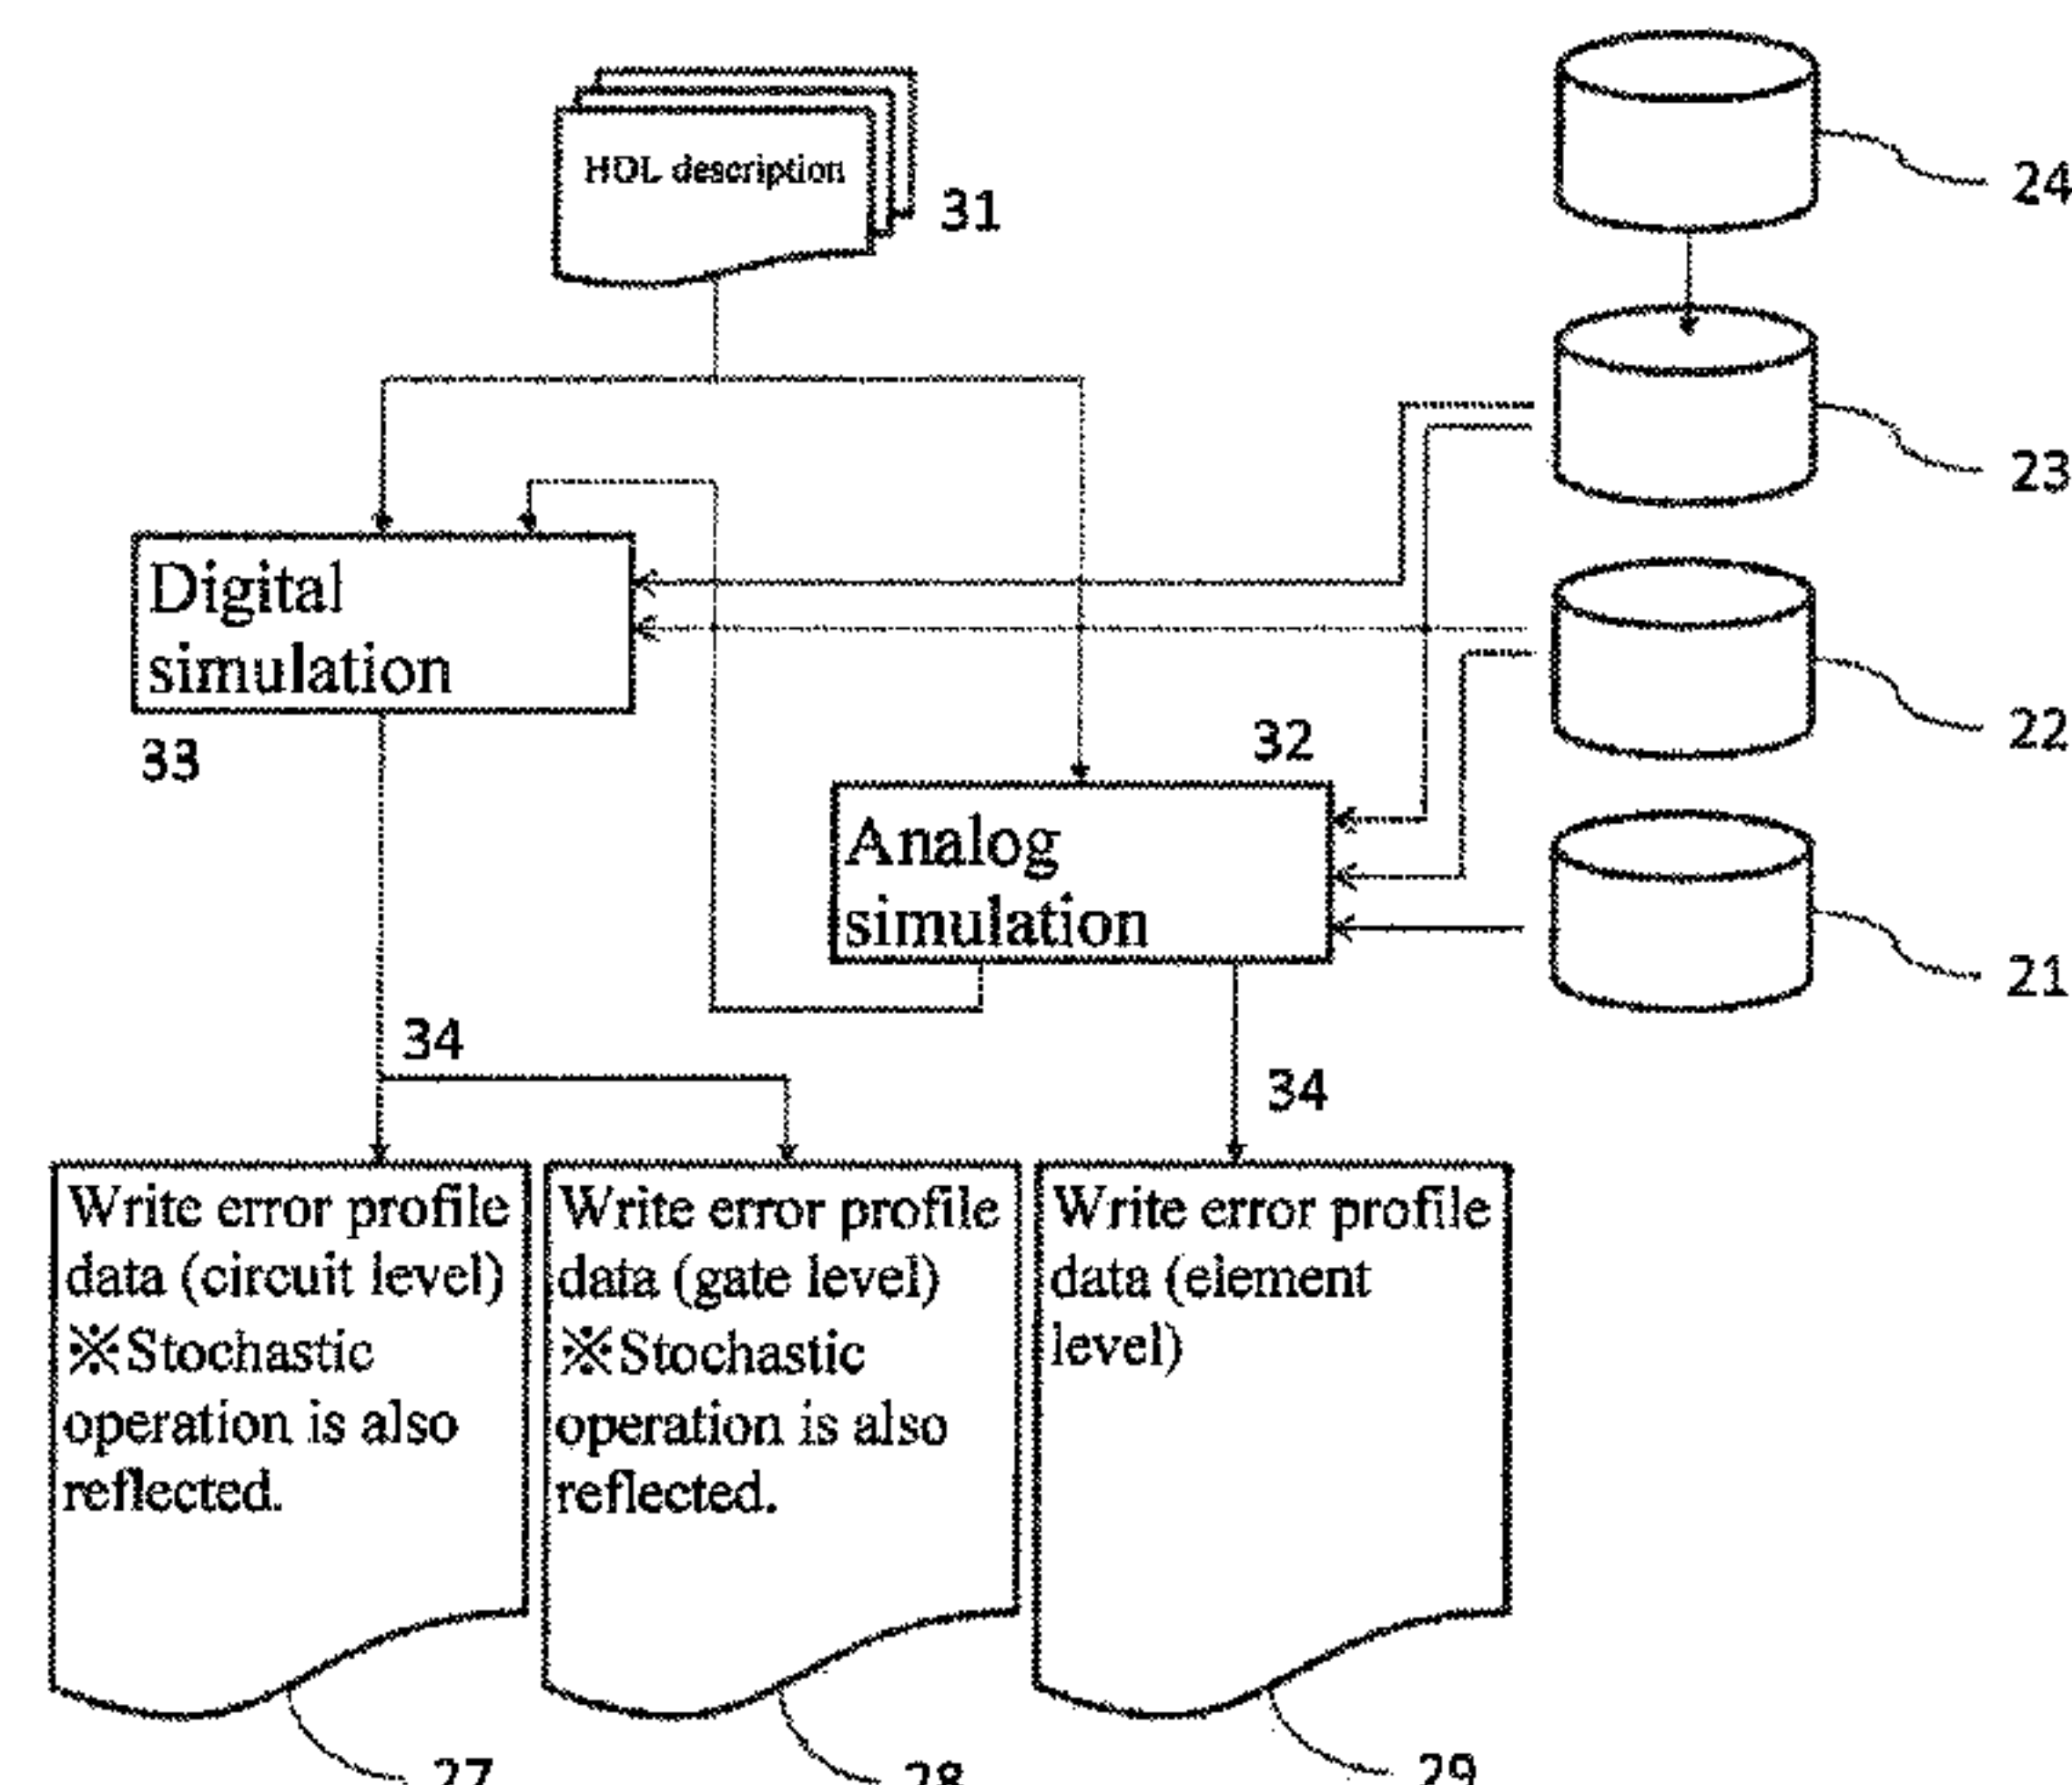 HDL description
31
24
23
Digital
simulation
33
22
32
Analog
simulation
21
34
34
Write error profile
data (circuit level)
※Stochastic
operation is also
reflected.
Write error profile
data (gate level)
※Stochastic
operation is also
reflected.
Write error profile
data (element
level)
27
28
29